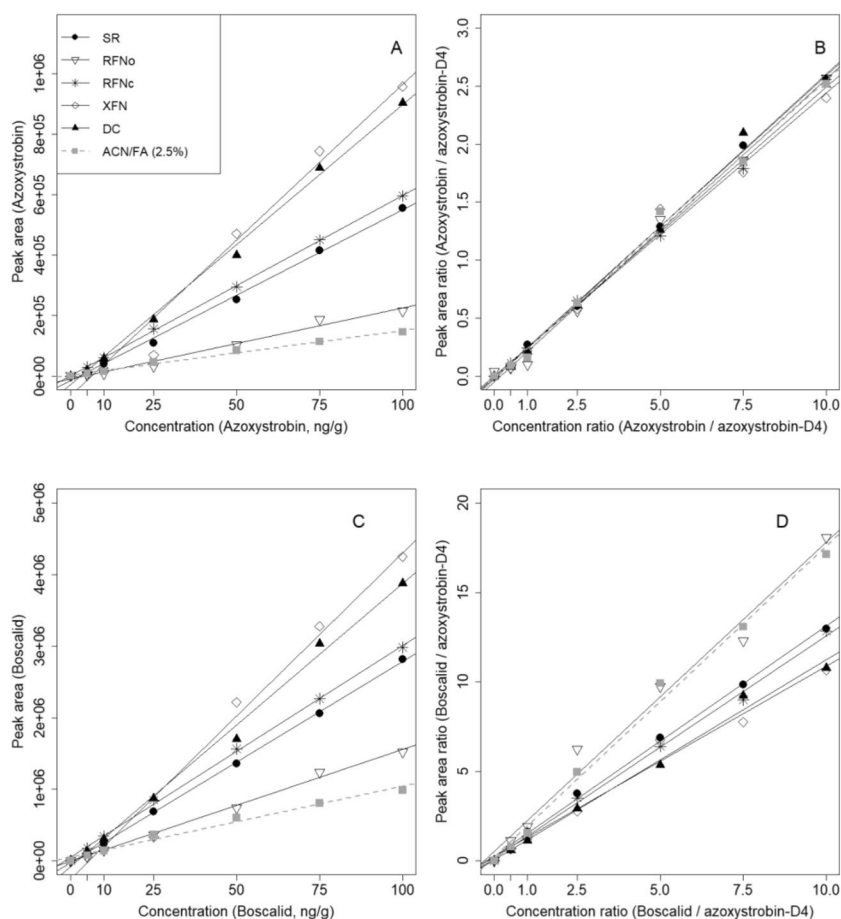 A
SR
RFNo
RFNc
XFN
DC
ACN/FA (2.5%)
Peak area (Azoxystrobin)
0e+00 2e+05 4e+05 6e+05 8e+05 1e+06
0 10 25 50 75 100
Concentration (Azoxystrobin, ng/g)
B
Peak area ratio (Azoxystrobin / azoxystrobin-D4)
0.0 0.5 1.0 1.5 2.0 2.5 3.0
0.0 1.0 2.5 5.0 7.5 10.0
Concentration ratio (Azoxystrobin / azoxystrobin-D4)
C
Peak area (Boscalid)
0e+00 1e+06 2e+06 3e+06 4e+06 5e+06
0 10 25 50 75 100
Concentration (Boscalid, ng/g)
D
Peak area ratio (Boscalid / azoxystrobin-D4)
0 5 10 15 20
0.0 1.0 2.5 5.0 7.5 10.0
Concentration ratio (Boscalid / azoxystrobin-D4)